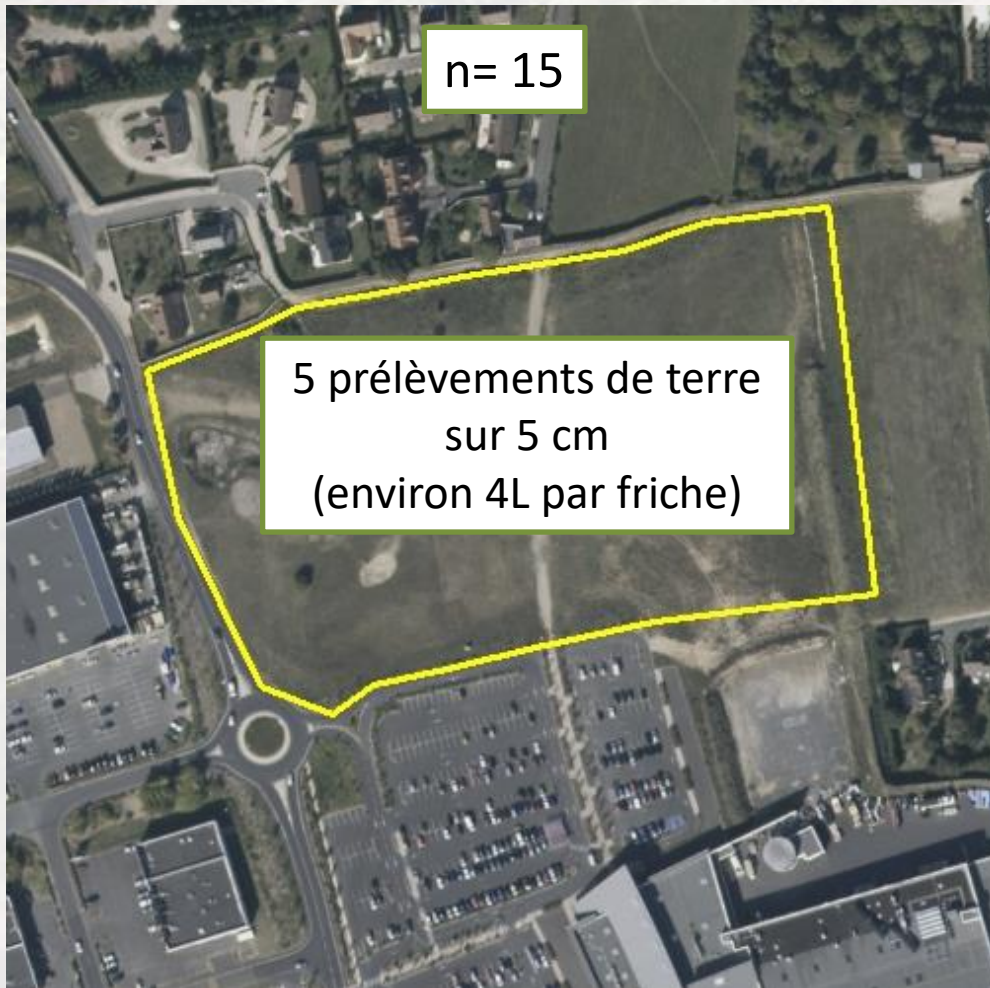 n= 15
5 prélèvements de terre
sur 5 cm
(environ 4L par friche)